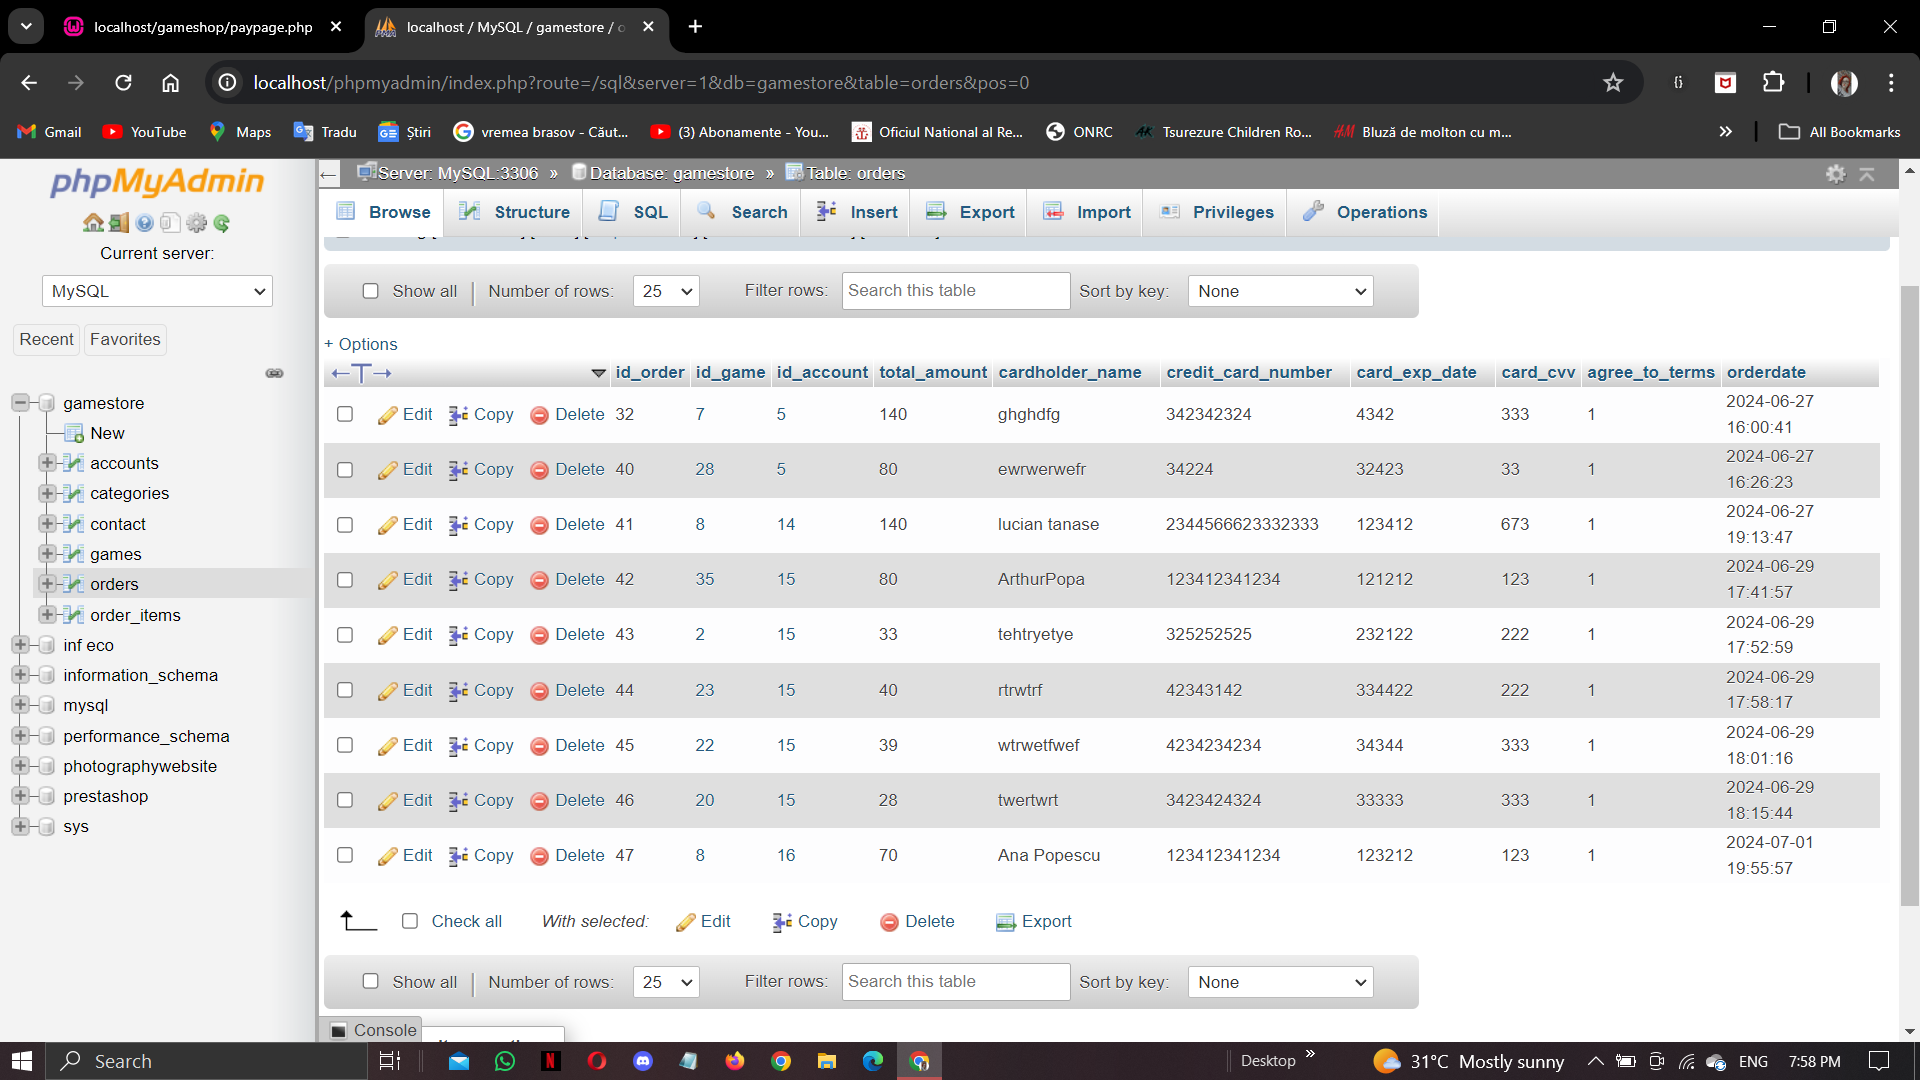 localhost/gameshop/paypage.php
localhost / MySQL / gamestore / o
localhost/phpmyadmin/index.php?route=/sql&server=1&db=gamestore&table=orders&pos=0
Gmail YouTube Maps Tradu Știri vremea brasov - Căut... (3) Abonamente - You... Oficiul National al Re... ONRC Tsurezure Children Ro... Bluză de molton cu m... » All Bookmarks
phpMyAdmin
Current server:
MySQL
Recent Favorites
gamestore
New
accounts
categories
contact
games
orders
order_items
inf eco
information_schema
mysql
performance_schema
photographywebsite
prestashop
sys
Server: MySQL:3306 » Database: gamestore » Table: orders
Browse Structure SQL Search Insert Export Import Privileges Operations
Show all Number of rows: 25 Filter rows: Search this table Sort by key: None
+ Options
←T→ id_order id_game id_account total_amount cardholder_name credit_card_number card_exp_date card_cvv agree_to_terms orderdate
Edit Copy Delete 32 7 5 140 ghghdfg 342342324 4342 333 1 2024-06-27
16:00:41
Edit Copy Delete 40 28 5 80 ewrwerwefr 34224 32423 33 1 2024-06-27
16:26:23
Edit Copy Delete 41 8 14 140 lucian tanase 2344566623332333 123412 673 1 2024-06-27
19:13:47
Edit Copy Delete 42 35 15 80 ArthurPopa 123412341234 121212 123 1 2024-06-29
17:41:57
Edit Copy Delete 43 2 15 33 tehtryetye 325252525 232122 222 1 2024-06-29
17:52:59
Edit Copy Delete 44 23 15 40 rtrwtrf 42343142 334422 222 1 2024-06-29
17:58:17
Edit Copy Delete 45 22 15 39 wtrwetfwef 4234234234 34344 333 1 2024-06-29
18:01:16
Edit Copy Delete 46 20 15 28 twertwrt 3423424324 33333 333 1 2024-06-29
18:15:44
Edit Copy Delete 47 8 16 70 Ana Popescu 123412341234 123212 123 1 2024-07-01
19:55:57
Check all With selected: Edit Copy Delete Export
Show all Number of rows: 25 Filter rows: Search this table Sort by key: None
Console
Search Desktop » 31°C Mostly sunny ENG 7:58 PM